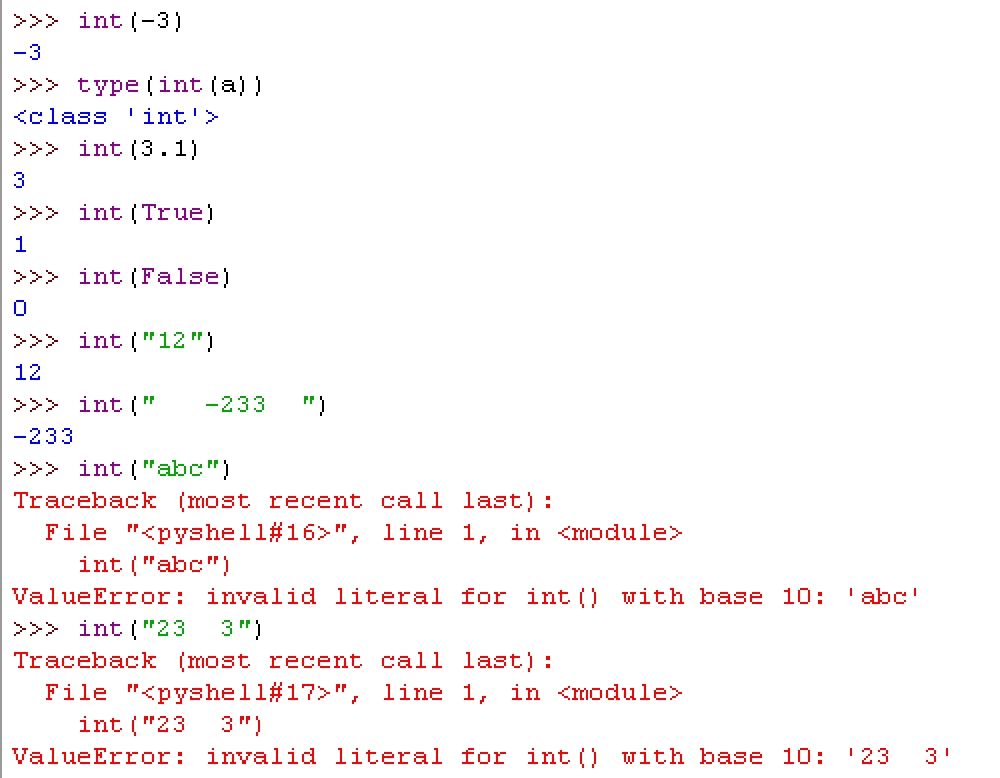 >>> int(-3)
-3
>>> type(int(a))
<class 'int'>
>>> int(3.1)
3
>>> int(True)
1
>>> int(False)
0
>>> int("12")
12
>>> int("   -233  ")
-233
>>> int("abc")
Traceback (most recent call last):
  File "<pyshell#16>", line 1, in <module>
    int("abc")
ValueError: invalid literal for int() with base 10: 'abc'
>>> int("23  3")
Traceback (most recent call last):
  File "<pyshell#17>", line 1, in <module>
    int("23  3")
ValueError: invalid literal for int() with base 10: '23  3'